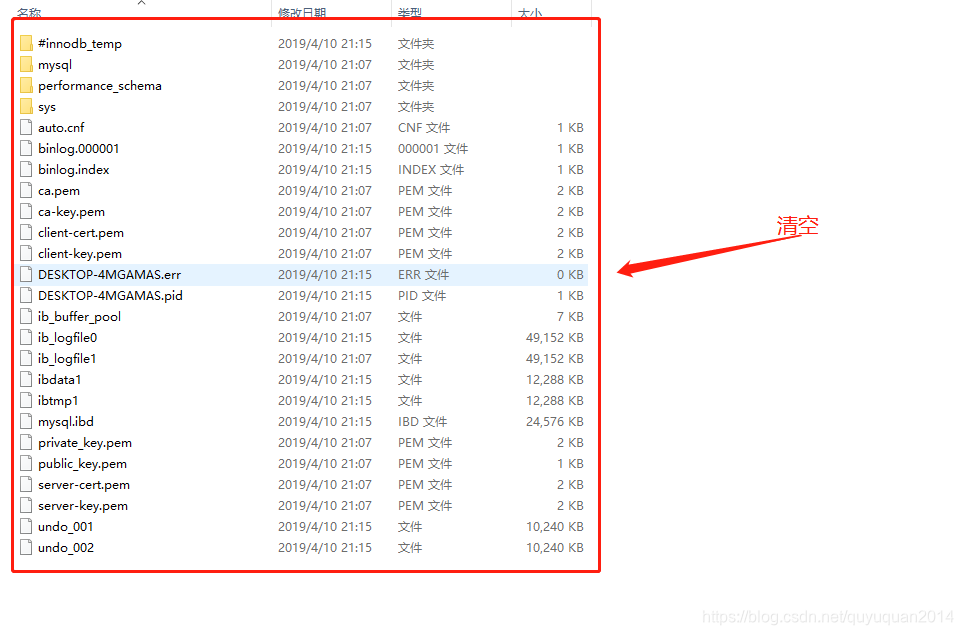 名称 修改日期 类型 大小
#innodb_temp 2019/4/10 21:15 文件夹
mysql 2019/4/10 21:07 文件夹
performance_schema 2019/4/10 21:07 文件夹
sys 2019/4/10 21:07 文件夹
auto.cnf 2019/4/10 21:07 CNF 文件 1 KB
binlog.000001 2019/4/10 21:15 000001 文件 1 KB
binlog.index 2019/4/10 21:15 INDEX 文件 1 KB
ca.pem 2019/4/10 21:07 PEM 文件 2 KB
ca-key.pem 2019/4/10 21:07 PEM 文件 2 KB
client-cert.pem 2019/4/10 21:07 PEM 文件 2 KB
client-key.pem 2019/4/10 21:07 PEM 文件 2 KB
清空
DESKTOP-4MGAMAS.err 2019/4/10 21:15 ERR 文件 0 KB
DESKTOP-4MGAMAS.pid 2019/4/10 21:15 PID 文件 1 KB
ib_buffer_pool 2019/4/10 21:07 文件 7 KB
ib_logfile0 2019/4/10 21:15 文件 49,152 KB
ib_logfile1 2019/4/10 21:07 文件 49,152 KB
ibdata1 2019/4/10 21:15 文件 12,288 KB
ibtmp1 2019/4/10 21:15 文件 12,288 KB
mysql.ibd 2019/4/10 21:15 IBD 文件 24,576 KB
private_key.pem 2019/4/10 21:07 PEM 文件 2 KB
public_key.pem 2019/4/10 21:07 PEM 文件 1 KB
server-cert.pem 2019/4/10 21:07 PEM 文件 2 KB
server-key.pem 2019/4/10 21:07 PEM 文件 2 KB
undo_001 2019/4/10 21:15 文件 10,240 KB
undo_002 2019/4/10 21:15 文件 10,240 KB
https://blog.csdn.net/quyuquan2014